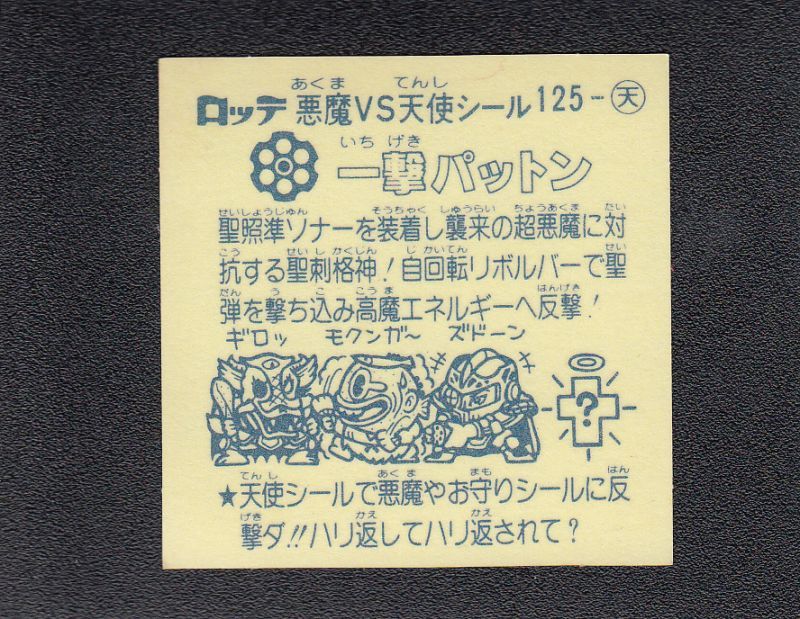 ロッテ 悪魔VS天使シール 125-天
あくま てんし
いちげき
一撃パットン
せいしょうじゅん そうちゃく しゅうらい ちょうあくま たい
聖照準ソナーを装着し襲来の超悪魔に対
こう せいしかくしん じかいてん せい
抗する聖刺格神!自回転リボルバーで聖
だん う こ こうま はんげき
弾を撃ち込み高魔エネルギーへ反撃!
ギロッ モクンガ〜 ズドーン
?
てんし あくま まも はん
★天使シールで悪魔やお守りシールに反
げき かえ かえ
撃ダ!!ハリ返してハリ返されて?